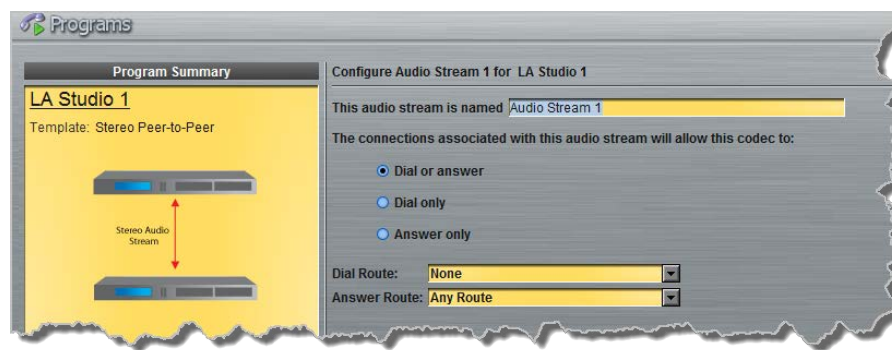 Programs
Program Summary
LA Studio 1
Template: Stereo Peer-to-Peer
Stereo Audio
Stream
Configure Audio Stream 1 for LA Studio 1
This audio stream is named Audio Stream 1
The connections associated with this audio stream will allow this codec to:
Dial or answer
Dial only
Answer only
Dial Route: None
Answer Route: Any Route